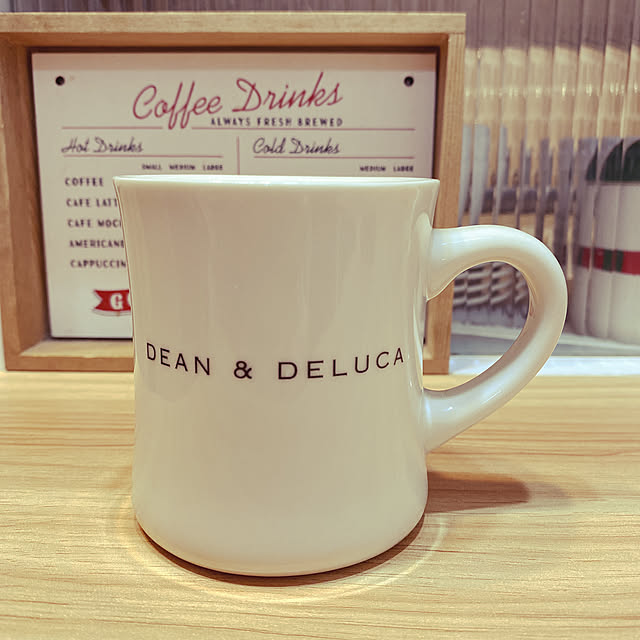 Coffee Drinks
ALWAYS FRESH BREWED
Hot Drinks
Cold Drinks
SMALL MEDIUM LARGE
MEDIUM LARGE
COFFEE
CAFE LATT
CAFE MOC
AMERICAN
CAPPUCCIN
DEAN & DELUCA